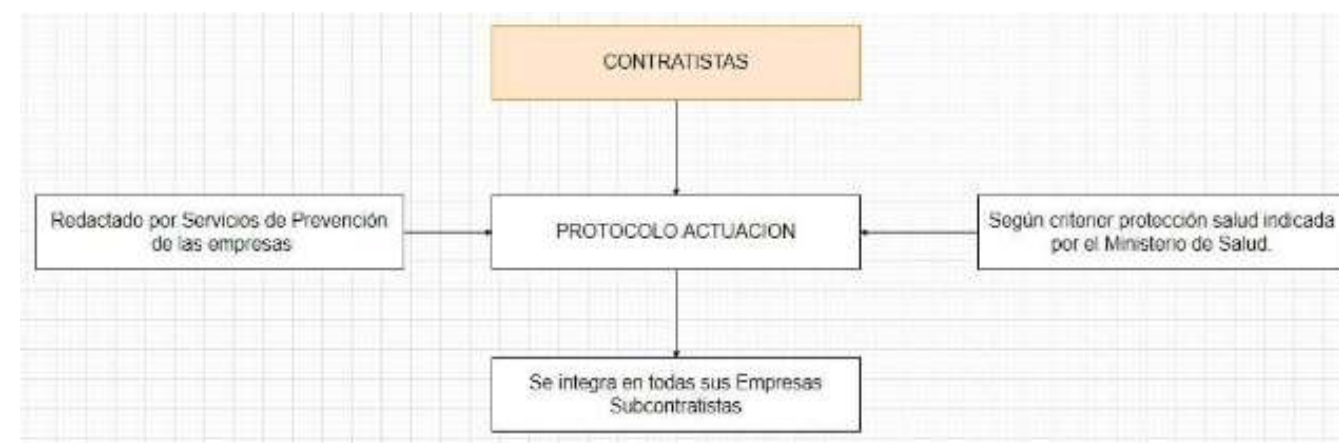 CONTRATISTAS
Redactado por Servicios de Prevención
de las empresas
PROTOCOLO ACTUACION
Según criterior protección salud indicada
por el Ministerio de Salud.
Se integra en todas sus Empresas
Subcontratistas